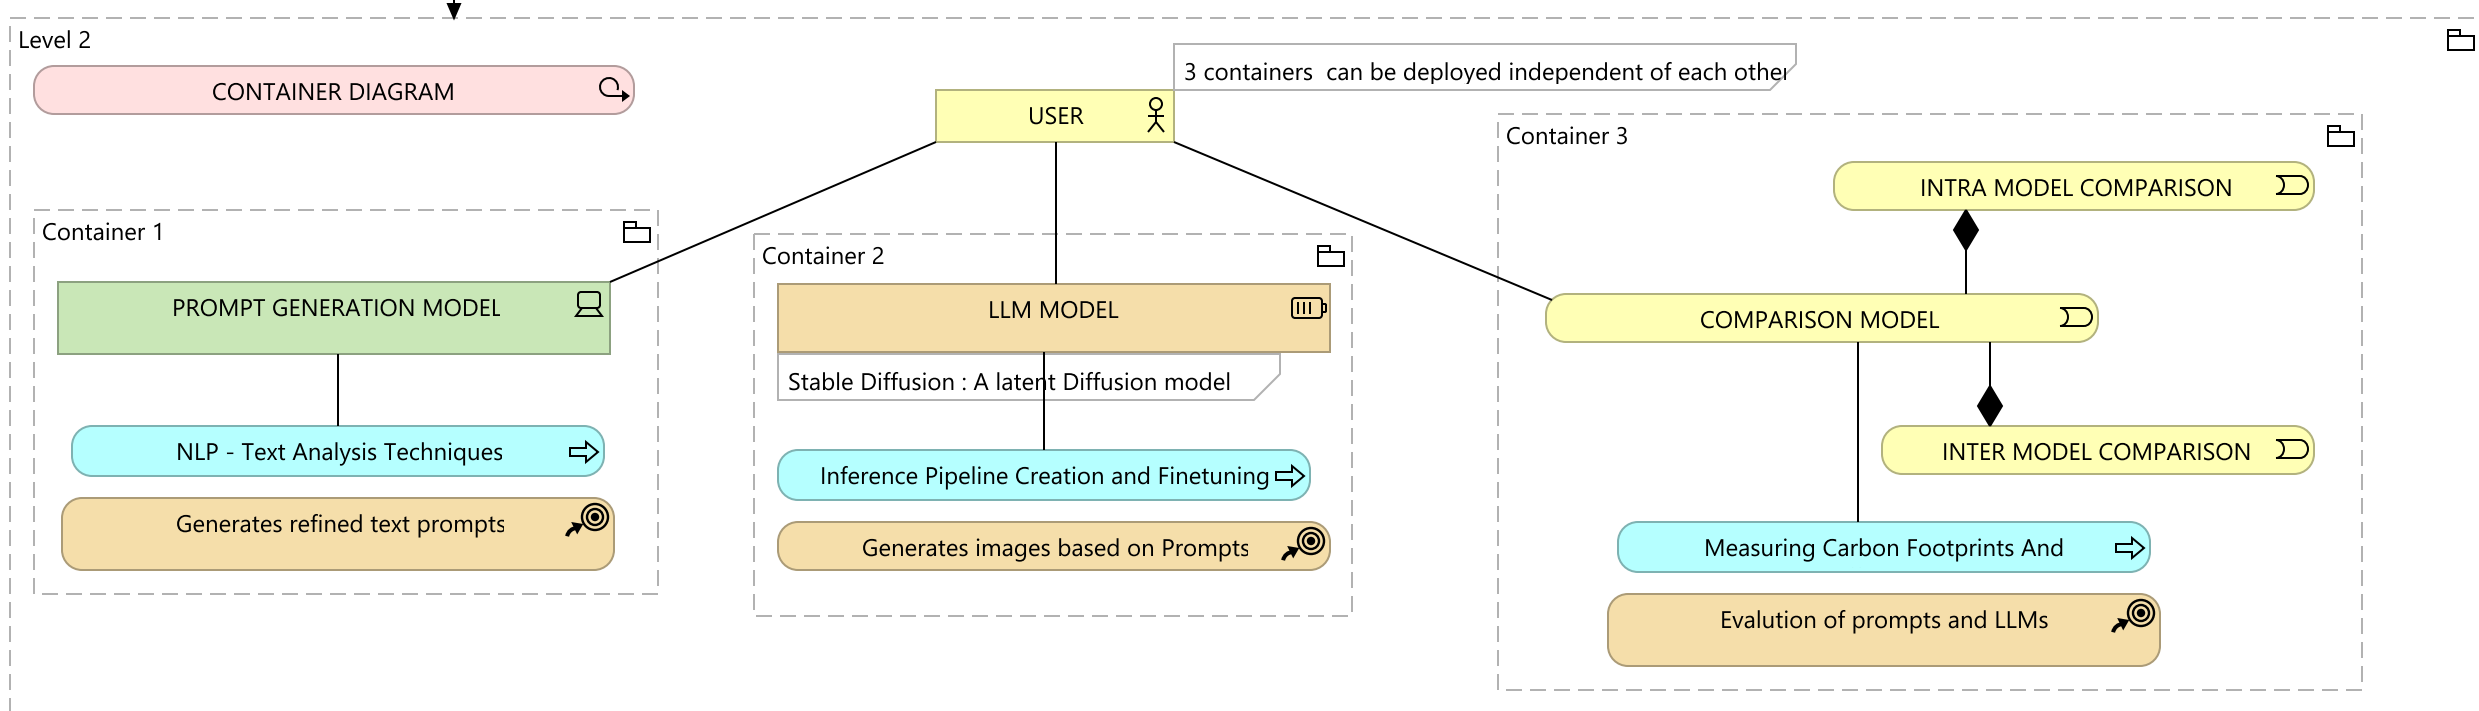 Level 2
CONTAINER DIAGRAM
3 containers  can be deployed independent of each other
USER
Container 1
PROMPT GENERATION MODEL
NLP - Text Analysis Techniques
Generates refined text prompts
Container 2
LLM MODEL
Stable Diffusion : A latent Diffusion model
Inference Pipeline Creation and Finetuning
Generates images based on Prompts
Container 3
INTRA MODEL COMPARISON
COMPARISON MODEL
INTER MODEL COMPARISON
Measuring Carbon Footprints And
Evalution of prompts and LLMs